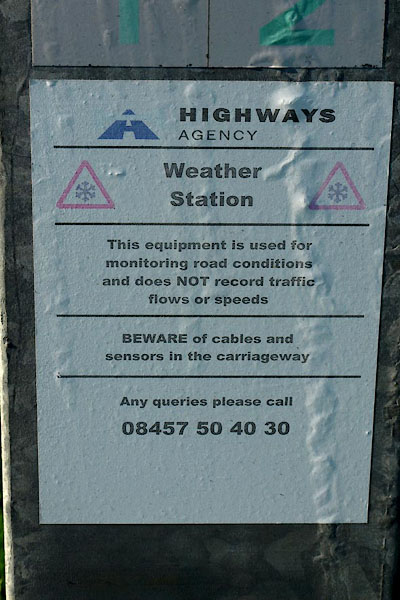 12
HIGHWAYS
AGENCY
Weather
Station
This equipment is used for
monitoring road conditions
and does NOT record traffic
flows or speeds
BEWARE of cables and
sensors in the carriageway
Any queries please call
08457 50 40 30